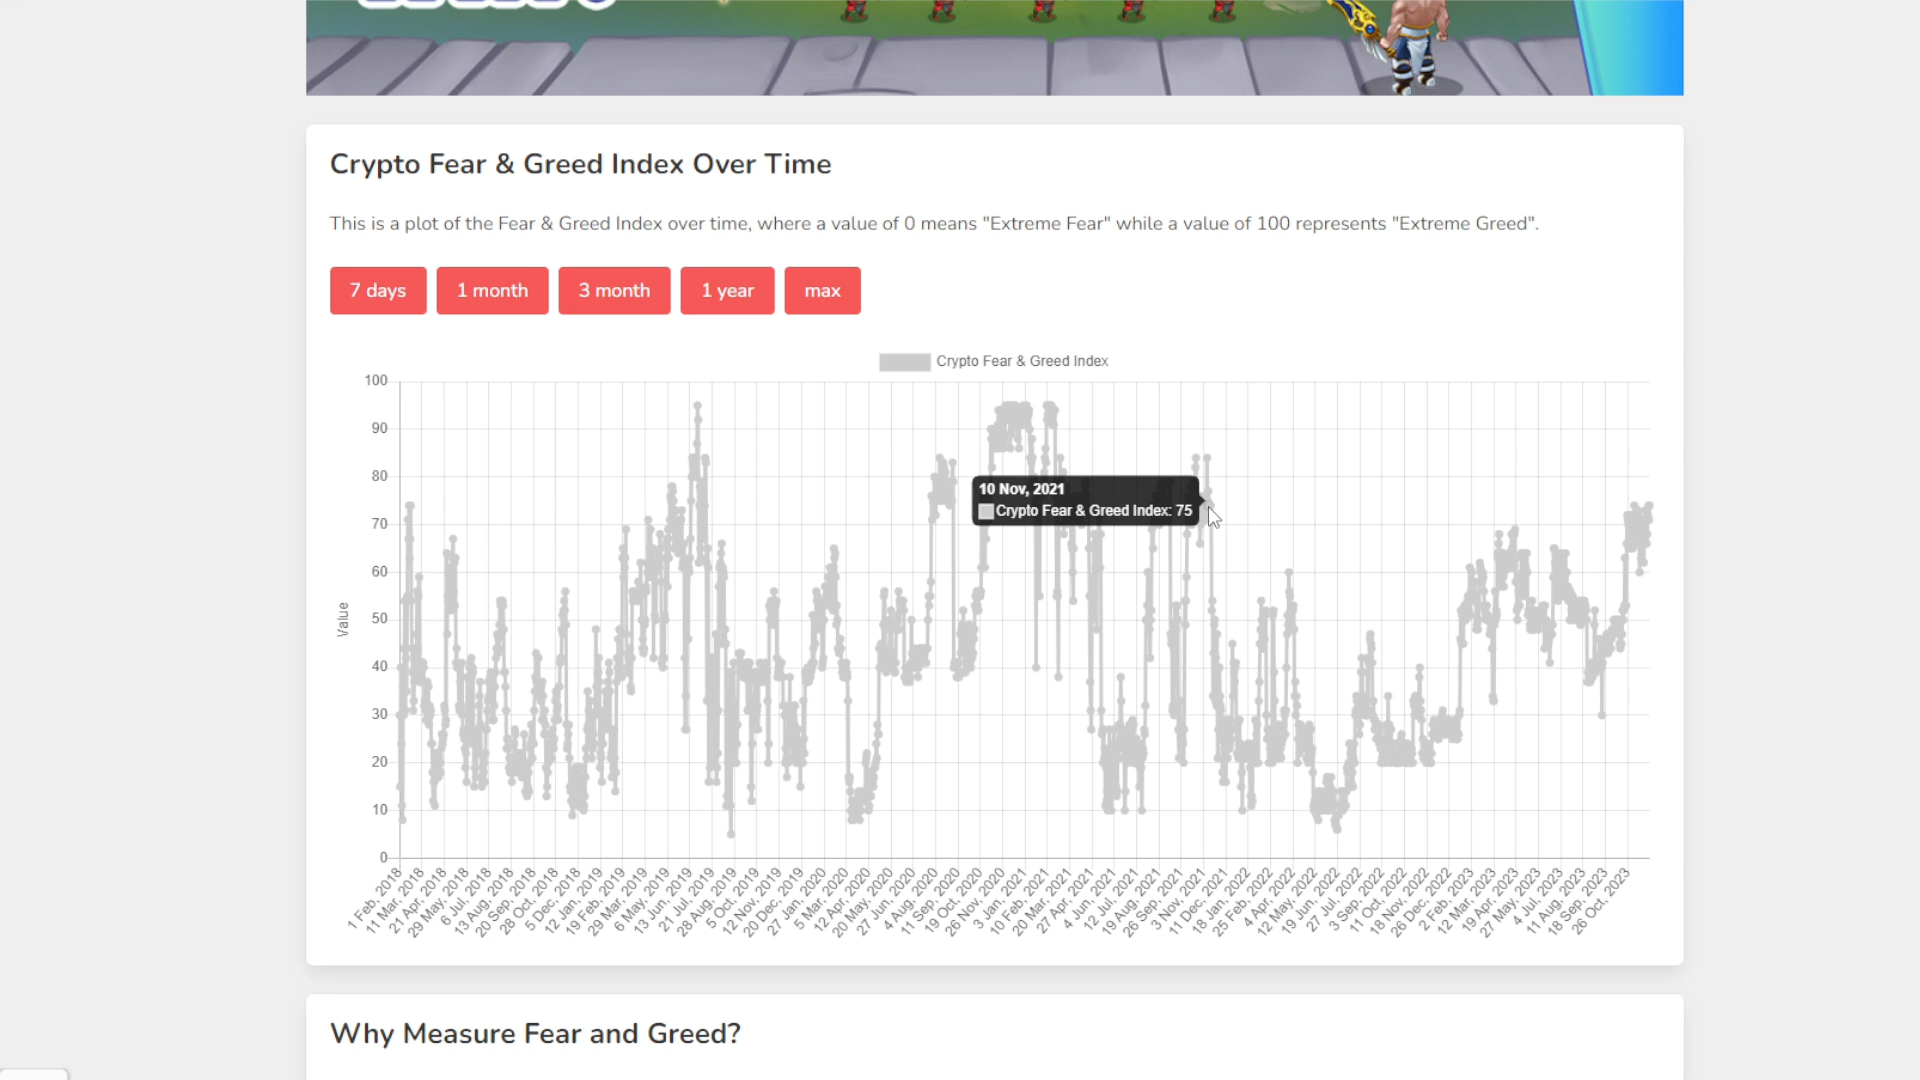 Crypto Fear & Greed Index Over Time
This is a plot of the Fear & Greed Index over time, where a value of 0 means "Extreme Fear" while a value of 100 represents "Extreme Greed".
7 days 1 month 3 month 1 year max
Crypto Fear & Greed Index
100
90
80
10 Nov, 2021
Crypto Fear & Greed Index: 75
70
60
50
Value
40
30
20
10
0
1 Feb, 2018
11 Mar, 2018
21 Apr, 2018
29 May, 2018
6 Jul, 2018
13 Aug, 2018
20 Sep, 2018
28 Oct, 2018
5 Dec, 2018
12 Jan, 2019
19 Feb, 2019
29 Mar, 2019
6 May, 2019
13 Jun, 2019
21 Jul, 2019
28 Aug, 2019
5 Oct, 2019
12 Nov, 2019
20 Dec, 2019
27 Jan, 2020
5 Mar, 2020
12 Apr, 2020
20 May, 2020
27 Jun, 2020
4 Aug, 2020
11 Sep, 2020
19 Oct, 2020
26 Nov, 2020
3 Jan, 2021
10 Feb, 2021
20 Mar, 2021
27 Apr, 2021
4 Jun, 2021
12 Jul, 2021
19 Aug, 2021
26 Sep, 2021
3 Nov, 2021
11 Dec, 2021
18 Jan, 2022
25 Feb, 2022
4 Apr, 2022
12 May, 2022
19 Jun, 2022
27 Jul, 2022
3 Sep, 2022
11 Oct, 2022
18 Nov, 2022
26 Dec, 2022
2 Feb, 2023
12 Mar, 2023
19 Apr, 2023
27 May, 2023
4 Jul, 2023
11 Aug, 2023
18 Sep, 2023
26 Oct, 2023
Why Measure Fear and Greed?